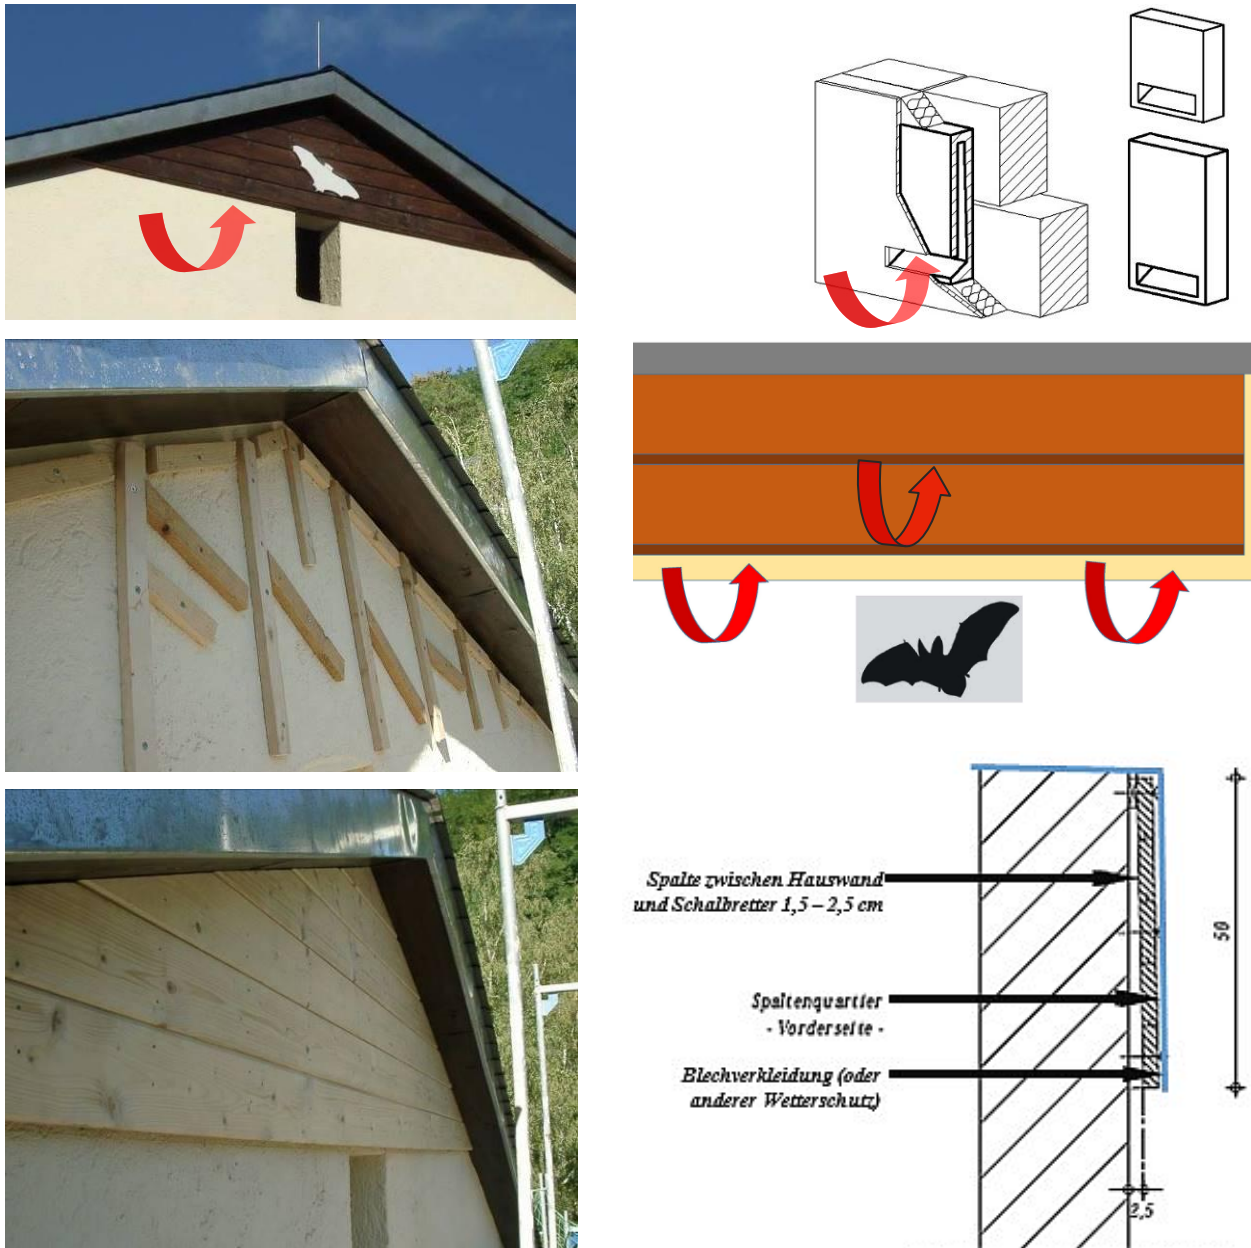 Spalte zwischen Hauswand
und Schalbretter 1,5 – 2,5 cm
50
Spaltenquartier
- Vorderseite -
Blechverkleidung (oder
anderer Wetterschutz)
2,5